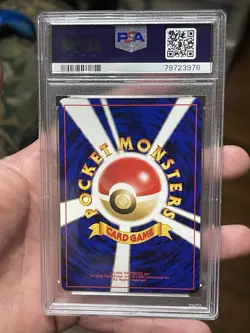 PSA
79723976
POCKET MONSTERS
CARD GAME